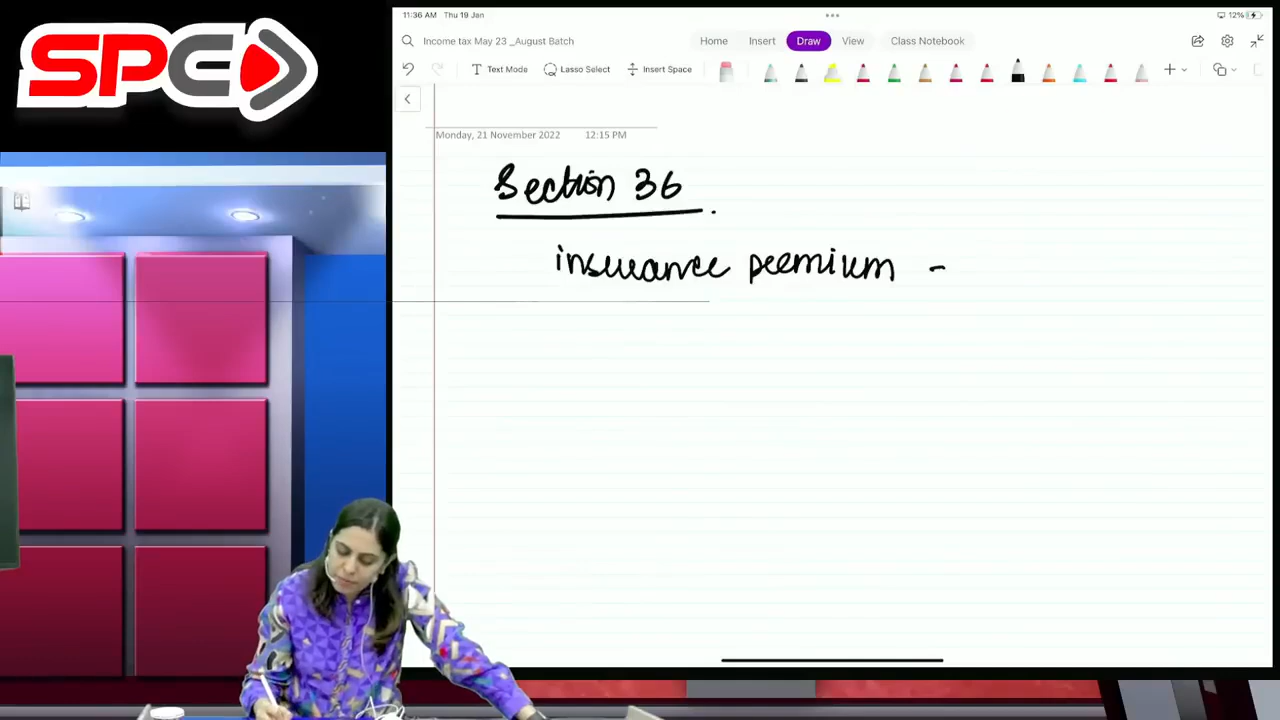 SPC
11:36 AM Thu 19 Jan
12%
Income tax May 23 _August Batch
Home Insert Draw View Class Notebook
Text Mode Lasso Select Insert Space
Monday, 21 November 2022 12:15 PM
Section 36
insurance premium -